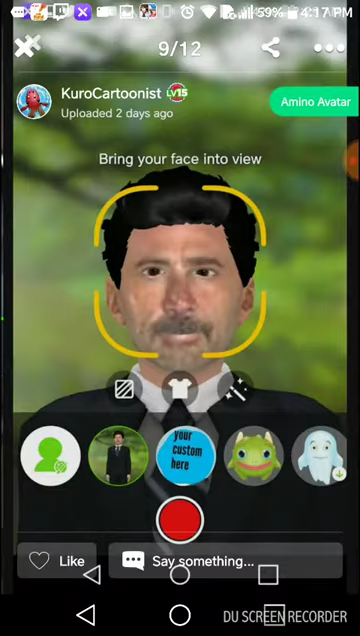 59% 4:17 PM
9/12
KuroCartoonist LV15
Uploaded 2 days ago
Amino Avatar
Bring your face into view
your
custom
here
Like
Say something...
DU SCREEN RECORDER